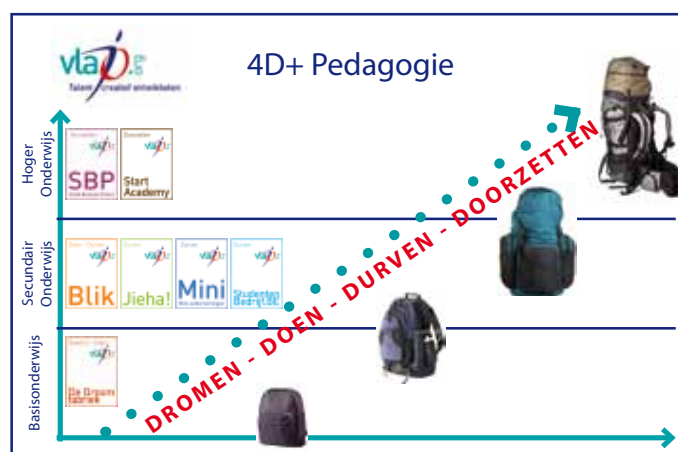 vlajo.org
Talent creatief ontwikkelen
4D+ Pedagogie
Hoger
Onderwijs
SBP
Start
Academy
Secundair
Onderwijs
Blik
Jieha!
Mini
Studenten
Bedrijf
Basisonderwijs
De Droom
fabriek
DROMEN - DOEN - DURVEN - DOORZETTEN